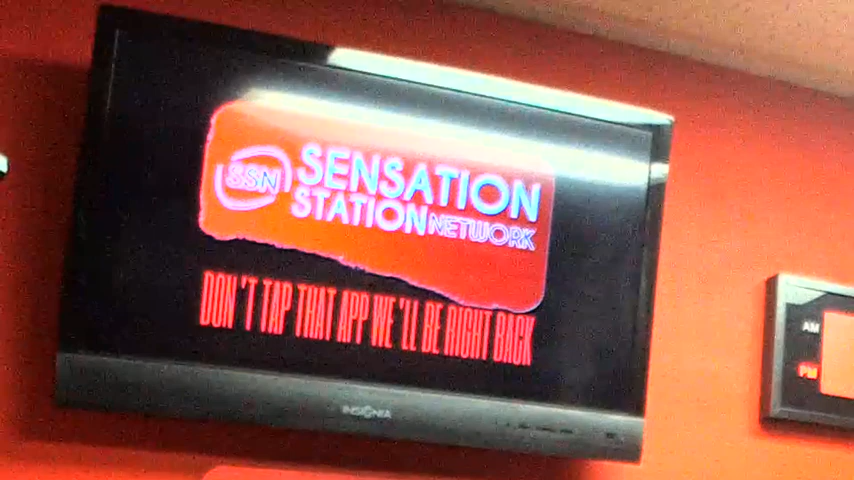 SSN
SENSATION
STATION NETWORK
DON'T TAP THAT APP WE'LL BE RIGHT BACK
INSIGNIA
AM
PM